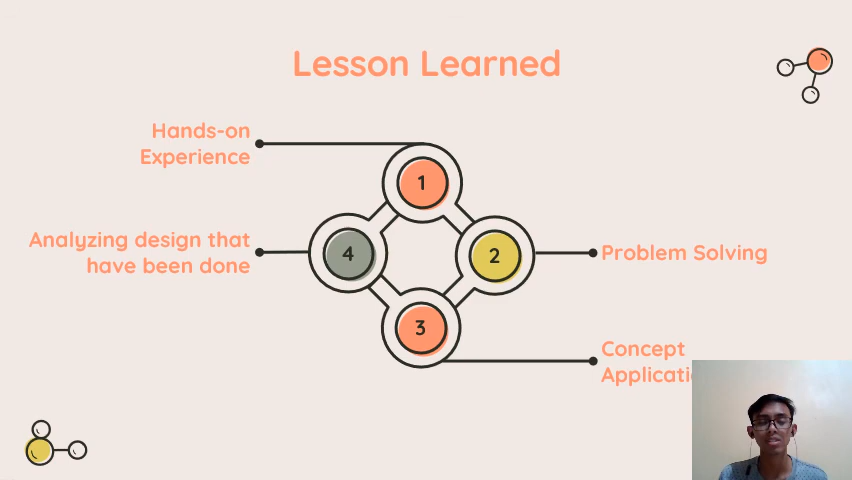 Lesson Learned
Hands-on
Experience
1
Analyzing design that
have been done
4
2
Problem Solving
3
Concept